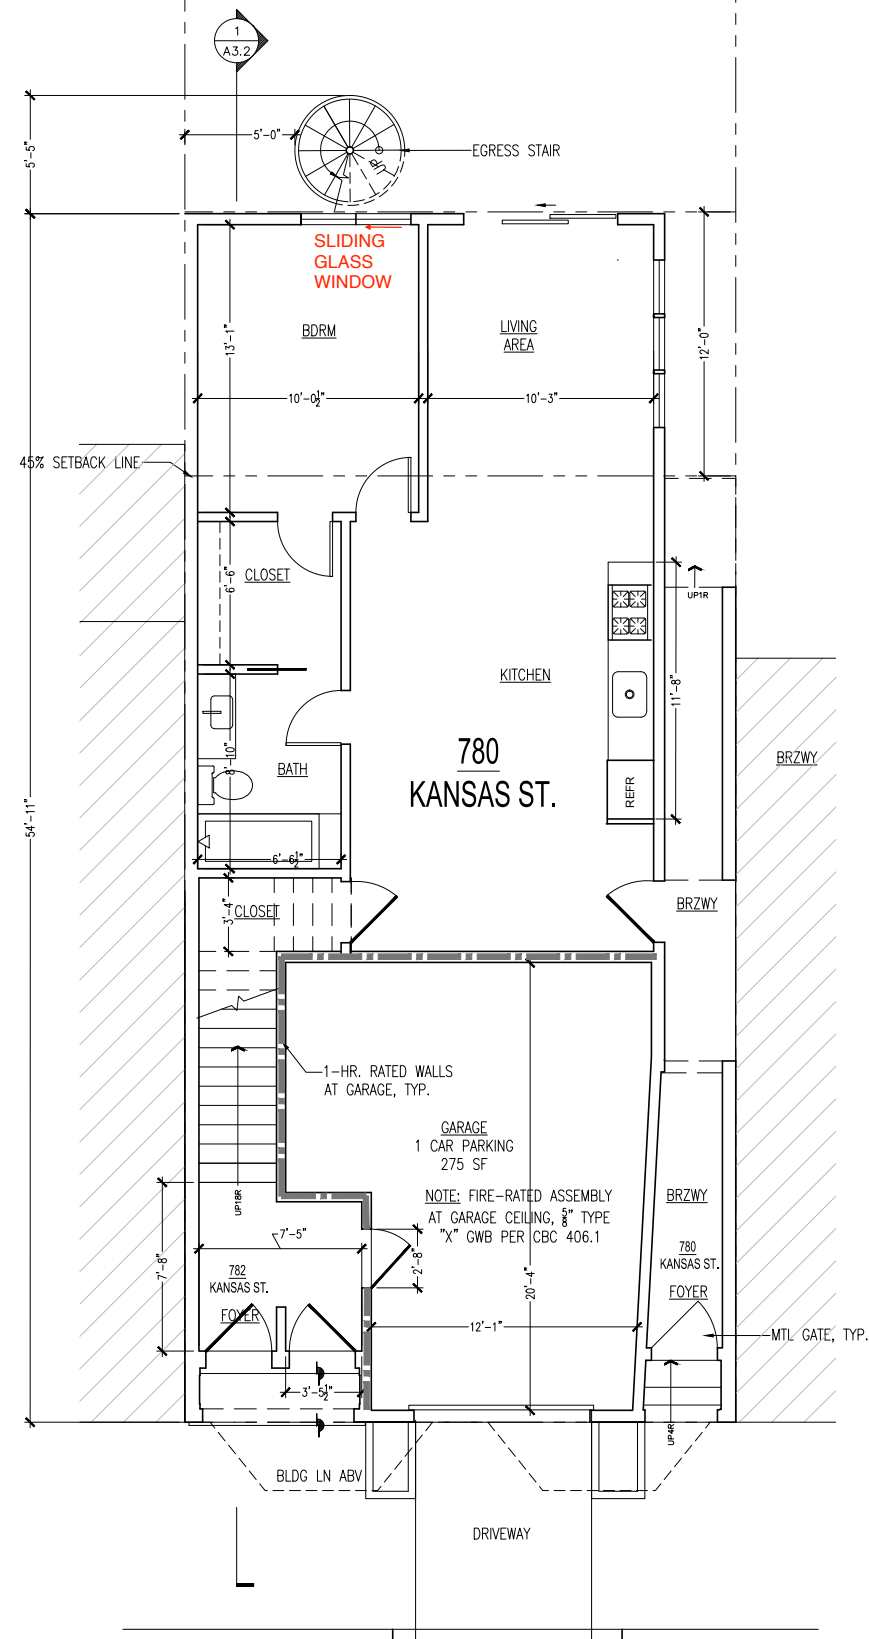 1
A3.2
5'-0"
5'-5"
EGRESS STAIR
UP
SLIDING
GLASS
WINDOW
BDRM
LIVING
AREA
13'-1"
12'-0"
10'-0½"
10'-3"
45% SETBACK LINE
CLOSET
6'-6"
UP1R
KITCHEN
11'-8"
780
KANSAS ST.
REFR
BRZWY
8'-10"
BATH
54'-11"
6'-6½"
CLOSET
3'-4"
BRZWY
1-HR. RATED WALLS
AT GARAGE, TYP.
GARAGE
1 CAR PARKING
275 SF
NOTE: FIRE-RATED ASSEMBLY
AT GARAGE CEILING, ⅝" TYPE
"X" GWB PER CBC 406.1
BRZWY
UP18R
7'-5"
7'-8"
2'-8"
20'-4"
782
KANSAS ST.
FOYER
780
KANSAS ST.
FOYER
12'-1"
MTL GATE, TYP.
3'-5½"
UP4R
BLDG LN ABV
DRIVEWAY